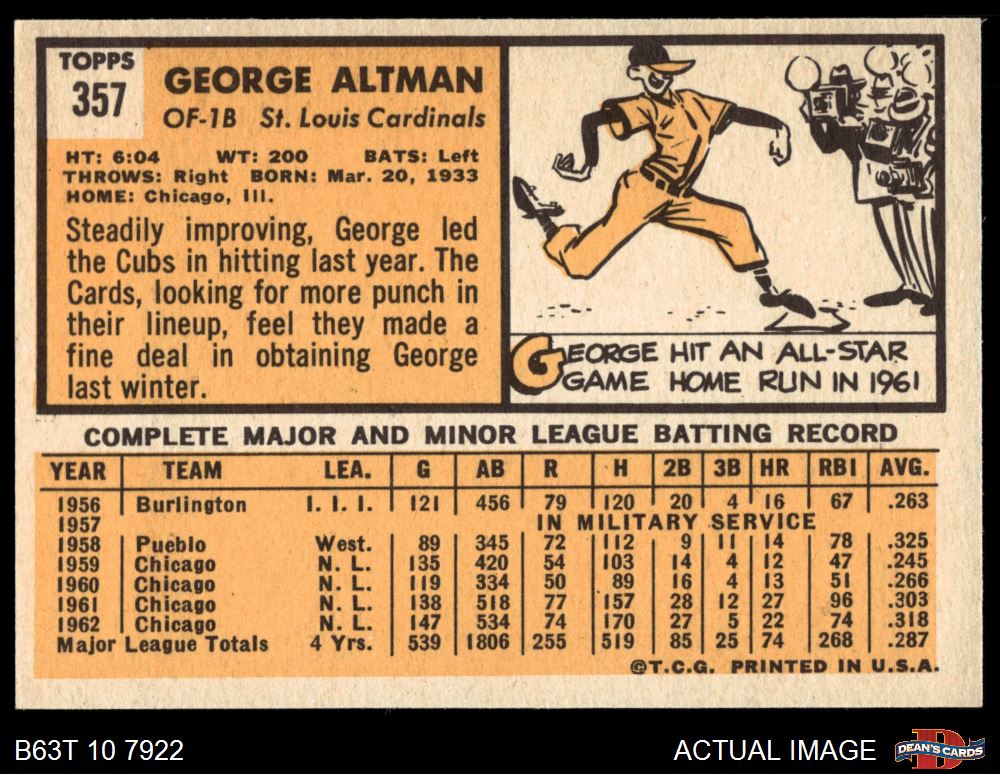 TOPPS
357
GEORGE ALTMAN
OF-1B St. Louis Cardinals
HT: 6:04 WT: 200 BATS: Left
THROWS: Right BORN: Mar. 20, 1933
HOME: Chicago, Ill.
Steadily improving, George led
the Cubs in hitting last year. The
Cards, looking for more punch in
their lineup, feel they made a
fine deal in obtaining George
last winter.
GEORGE HIT AN ALL-STAR
GAME HOME RUN IN 1961
COMPLETE MAJOR AND MINOR LEAGUE BATTING RECORD
YEAR TEAM LEA. G AB R H 2B 3B HR RBI AVG.
1956 Burlington I. I. I. 121 456 79 120 20 4 16 67 .263
1957 IN MILITARY SERVICE
1958 Pueblo West. 89 345 72 112 9 11 14 78 .325
1959 Chicago N. L. 135 420 54 103 14 4 12 47 .245
1960 Chicago N. L. 119 334 50 89 16 4 13 51 .266
1961 Chicago N. L. 138 518 77 157 28 12 27 96 .303
1962 Chicago N. L. 147 534 74 170 27 5 22 74 .318
Major League Totals 4 Yrs. 539 1806 255 519 85 25 74 268 .287
©T.C.G. PRINTED IN U.S.A.
B63T 10 7922
ACTUAL IMAGE
DEAN'S CARDS